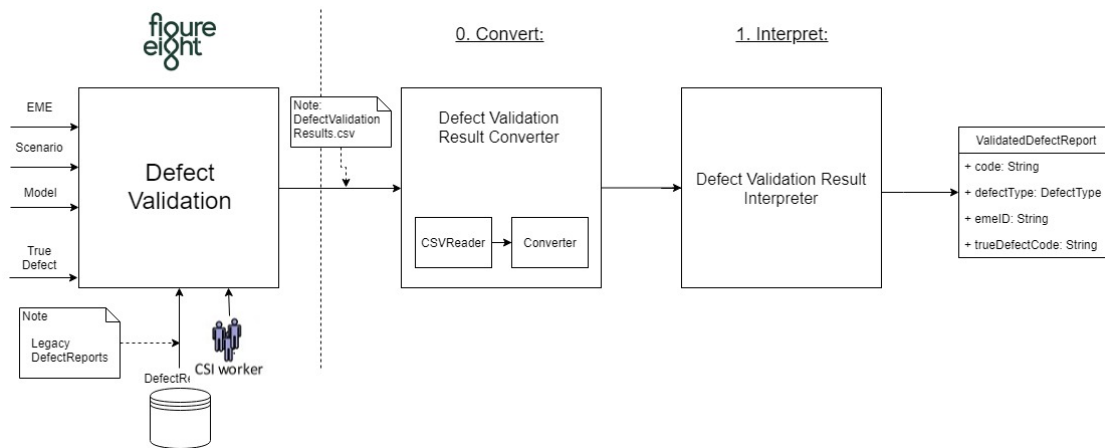 figure
eight
0. Convert:
1. Interpret:
EME
Scenario
Model
True
Defect
Defect
Validation
Note:
DefectValidation
Results.csv
Defect Validation
Result Converter
CSVReader
Converter
Defect Validation Result
Interpreter
ValidatedDefectReport
+ code: String
+ defectType: DefectType
+ emeID: String
+ trueDefectCode: String
Note
Legacy
DefectReports
CSI worker